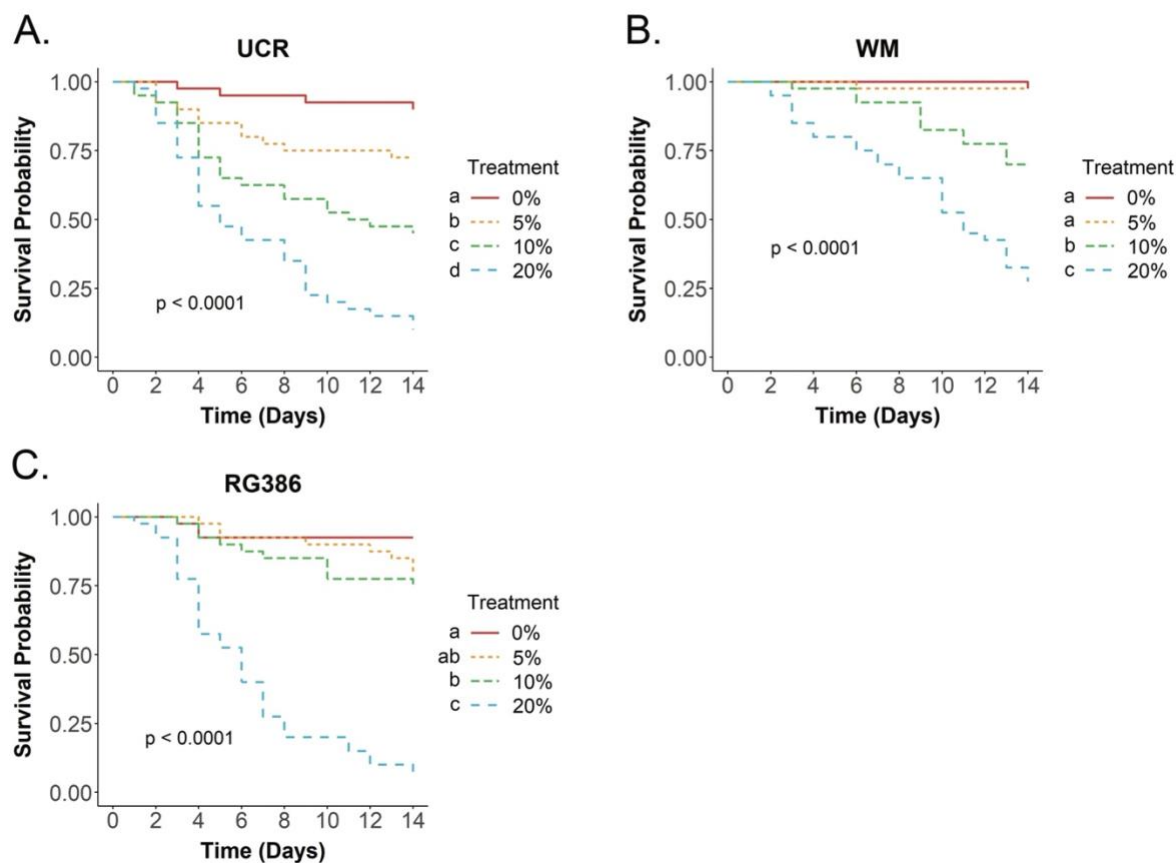 A.
UCR
Survival Probability
1.00
0.75
0.50
0.25
0.00
p < 0.0001
0 2 4 6 8 10 12 14
Time (Days)
Treatment
a 0%
b 5%
c 10%
d 20%
B.
WM
Survival Probability
1.00
0.75
0.50
0.25
0.00
p < 0.0001
0 2 4 6 8 10 12 14
Time (Days)
Treatment
a 0%
a 5%
b 10%
c 20%
C.
RG386
Survival Probability
1.00
0.75
0.50
0.25
0.00
p < 0.0001
0 2 4 6 8 10 12 14
Time (Days)
Treatment
a 0%
ab 5%
b 10%
c 20%